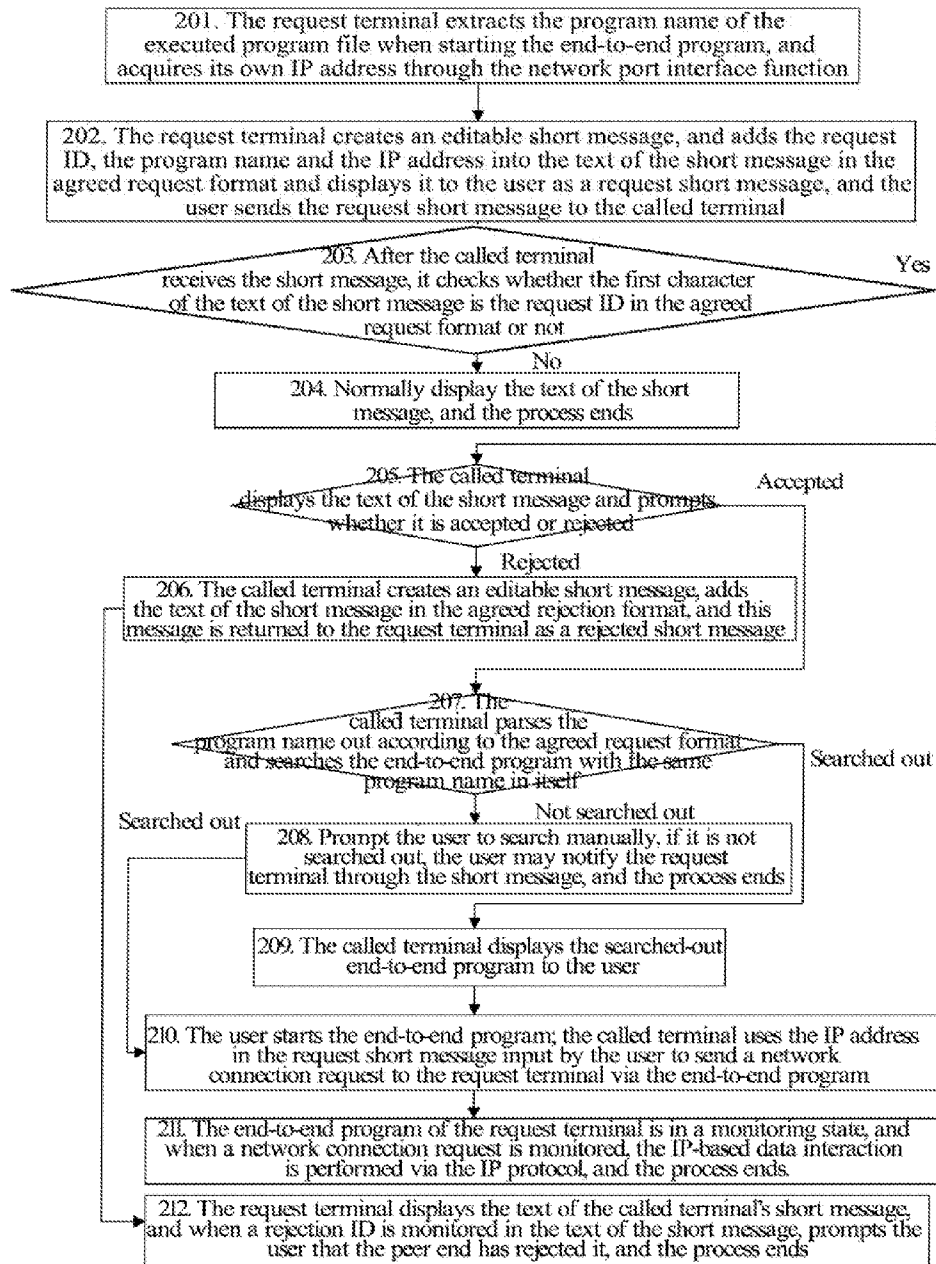 201. The request terminal extracts the program name of the
executed program file when starting the end-to-end program, and
acquires its own IP address through the network port interface function
202. The request terminal creates an editable short message, and adds the request
ID, the program name and the IP address into the text of the short message in the
agreed request format and displays it to the user as a request short message, and the
user sends the request short message to the called terminal
203. After the called terminal
receives the short message, it checks whether the first character
of the text of the short message is the request ID in the agreed
request format or not
Yes
No
204. Normally display the text of the short
message, and the process ends
205. The called terminal
displays the text of the short message and prompts
whether it is accepted or rejected
Accepted
Rejected
206. The called terminal creates an editable short message, adds
the text of the short message in the agreed rejection format, and this
message is returned to the request terminal as a rejected short message
207. The
called terminal parses the
program name out according to the agreed request format
and searches the end-to-end program with the same
program name in itself
Searched out
Not searched out
Searched out
208. Prompt the user to search manually, if it is not
searched out, the user may notify the request
terminal through the short message, and the process ends
209. The called terminal displays the searched-out
end-to-end program to the user
210. The user starts the end-to-end program; the called terminal uses the IP address
in the request short message input by the user to send a network
connection request to the request terminal via the end-to-end program
211. The end-to-end program of the request terminal is in a monitoring state, and
when a network connection request is monitored, the IP-based data interaction
is performed via the IP protocol, and the process ends.
212. The request terminal displays the text of the called terminal's short message,
and when a rejection ID is monitored in the text of the short message, prompts the
user that the peer end has rejected it, and the process ends